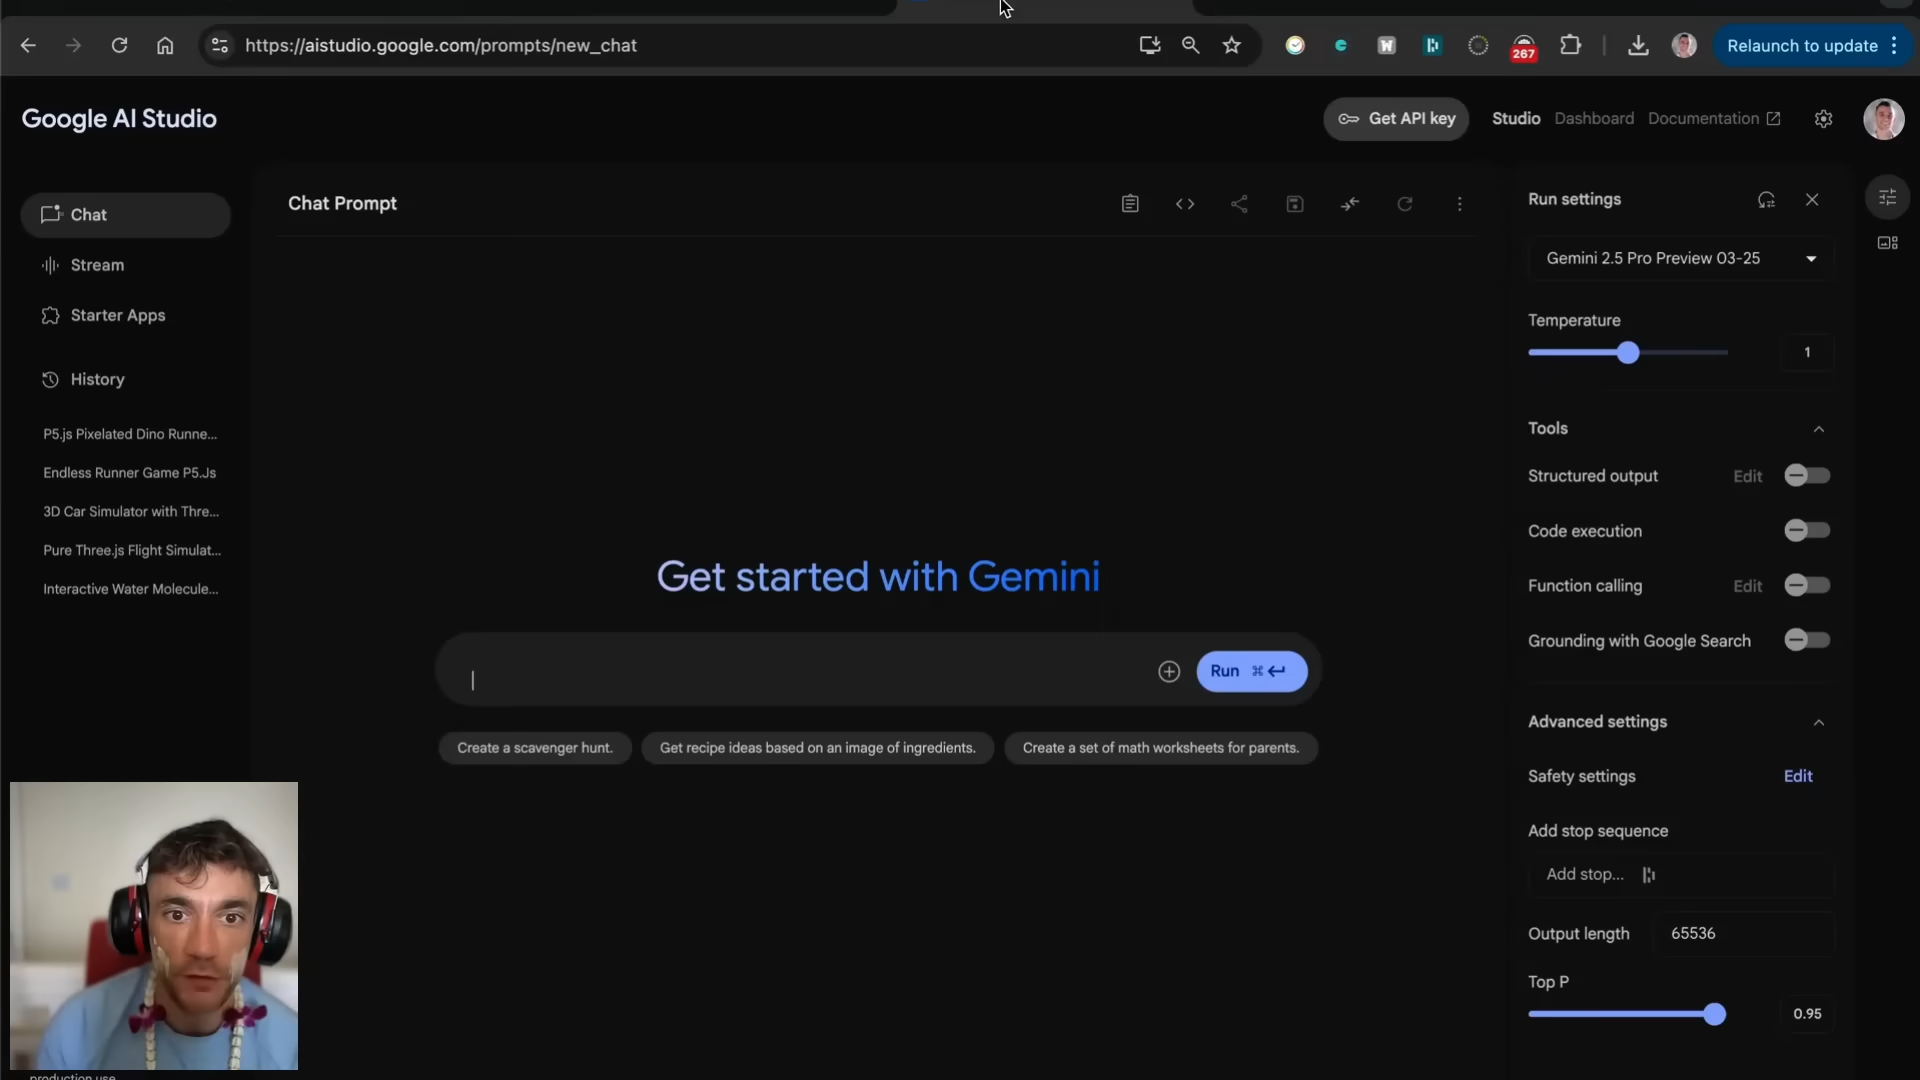 https://aistudio.google.com/prompts/new_chat
267
Relaunch to update
Google AI Studio
Get API key
Studio
Dashboard
Documentation
Chat
Stream
Starter Apps
History
P5.js Pixelated Dino Runne...
Endless Runner Game P5.Js
3D Car Simulator with Thre...
Pure Three.js Flight Simulat...
Interactive Water Molecule...
Chat Prompt
Get started with Gemini
Run ⌘↵
Create a scavenger hunt.
Get recipe ideas based on an image of ingredients.
Create a set of math worksheets for parents.
Run settings
Gemini 2.5 Pro Preview 03-25
Temperature
1
Tools
Structured output Edit
Code execution
Function calling Edit
Grounding with Google Search
Advanced settings
Safety settings Edit
Add stop sequence
Add stop...
Output length 65536
Top P
0.95
production use